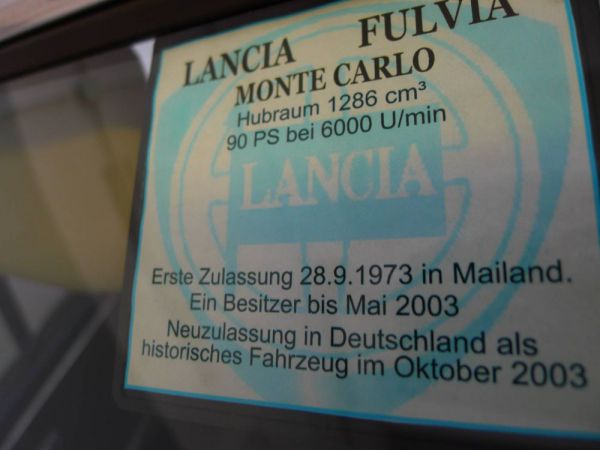 LANCIA FULVIA
MONTE CARLO
Hubraum 1286 cm³
90 PS bei 6000 U/min
LANCIA
Erste Zulassung 28.9.1973 in Mailand.
Ein Besitzer bis Mai 2003
Neuzulassung in Deutschland als
historisches Fahrzeug im Oktober 2003